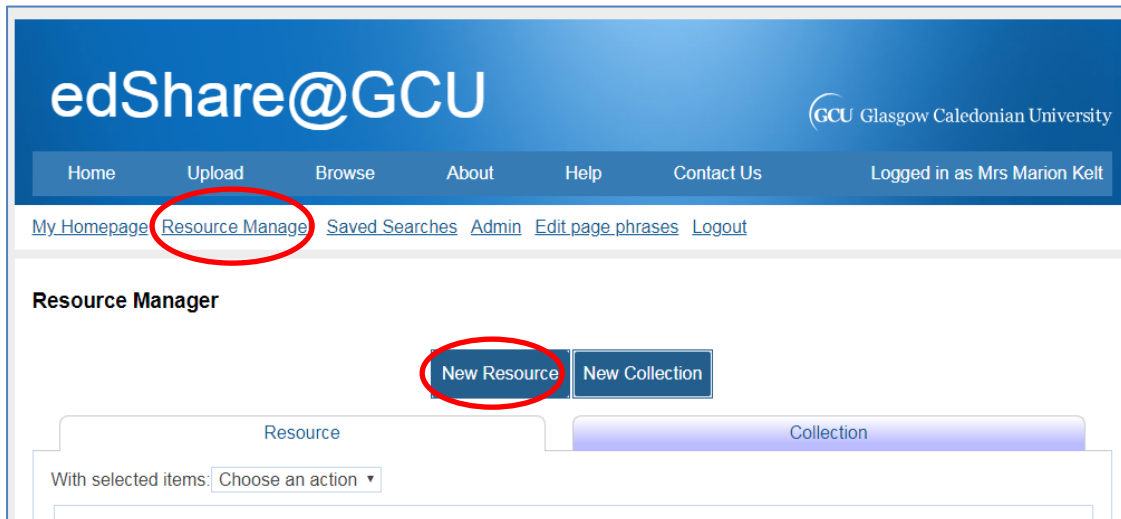 edShare@GCU
GCU Glasgow Caledonian University
Home Upload Browse About Help Contact Us Logged in as Mrs Marion Kelt
My Homepage Resource Manager Saved Searches Admin Edit page phrases Logout
Resource Manager
New Resource New Collection
Resource Collection
With selected items: Choose an action